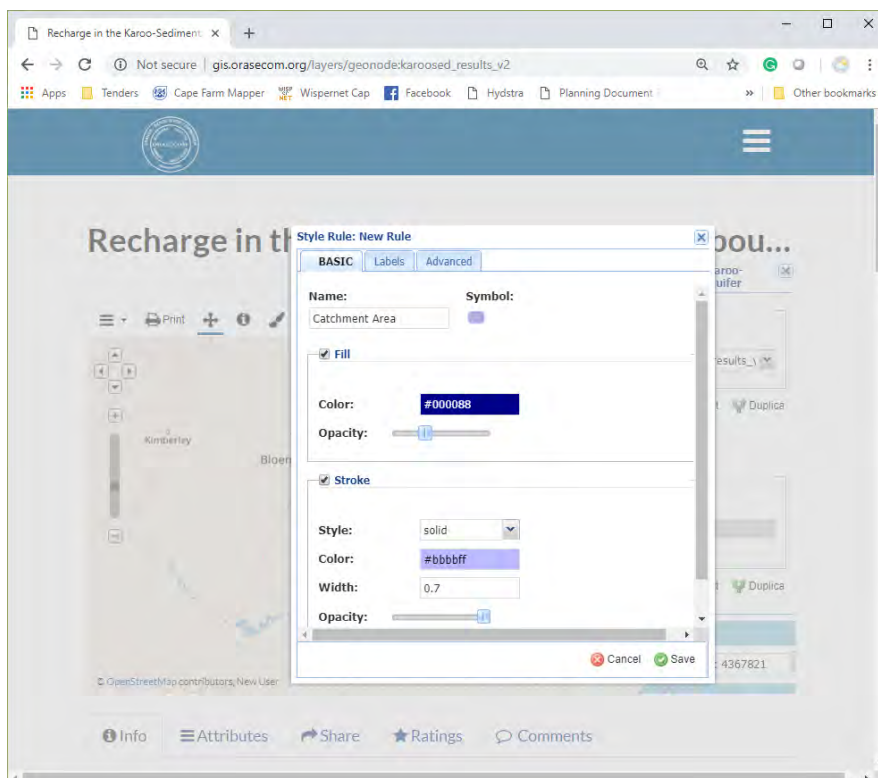 Recharge in the Karoo-Sediment
Not secure | gis.orasecom.org/layers/geonode:karoosed_results_v2
Apps Tenders Cape Farm Mapper Wispernet Cap Facebook Hydstra Planning Document » Other bookmarks
Recharge in th
pou...
Style Rule: New Rule
BASIC Labels Advanced
aroo-
uifer
Name: Symbol:
Catchment Area
Print
Fill
esults_
Color: #000088
Duplica
Opacity:
Kimberley
Bloen
Stroke
Style: solid
Color: #bbbbff
Width: 0.7
Duplica
Opacity:
Cancel Save
: 4367821
© OpenStreetMap contributors, New User
Info Attributes Share Ratings Comments